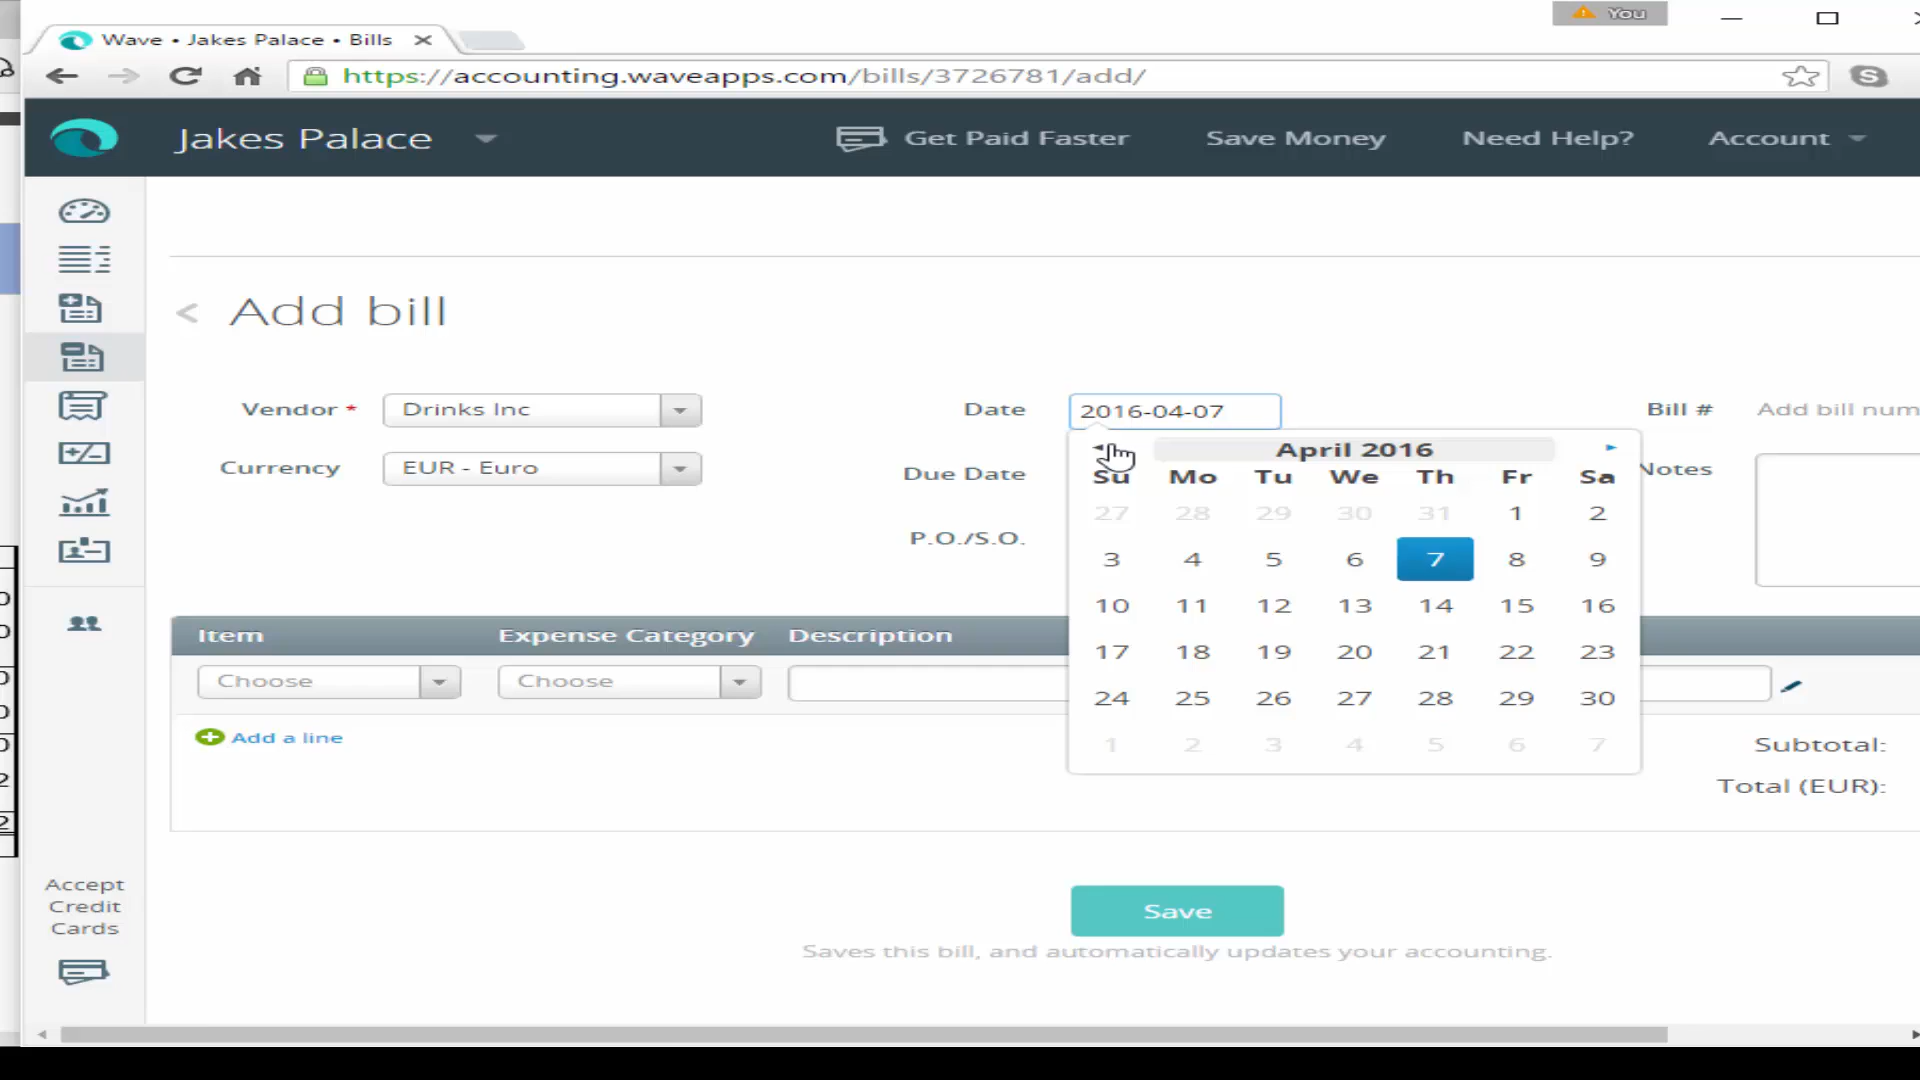 You
Wave • Jakes Palace • Bills
https://accounting.waveapps.com/bills/3726781/add/
Jakes Palace
Get Paid Faster
Save Money
Need Help?
Account
Add bill
Vendor *
Drinks Inc
Date
2016-04-07
Bill #
Add bill num
Currency
EUR - Euro
Due Date
Notes
P.O./S.O.
April 2016
Su Mo Tu We Th Fr Sa
27 28 29 30 31 1 2
3 4 5 6 7 8 9
10 11 12 13 14 15 16
17 18 19 20 21 22 23
24 25 26 27 28 29 30
1 2 3 4 5 6 7
Item
Expense Category
Description
Choose
Choose
Add a line
Subtotal:
Total (EUR):
Accept
Credit
Cards
Save
Saves this bill, and automatically updates your accounting.